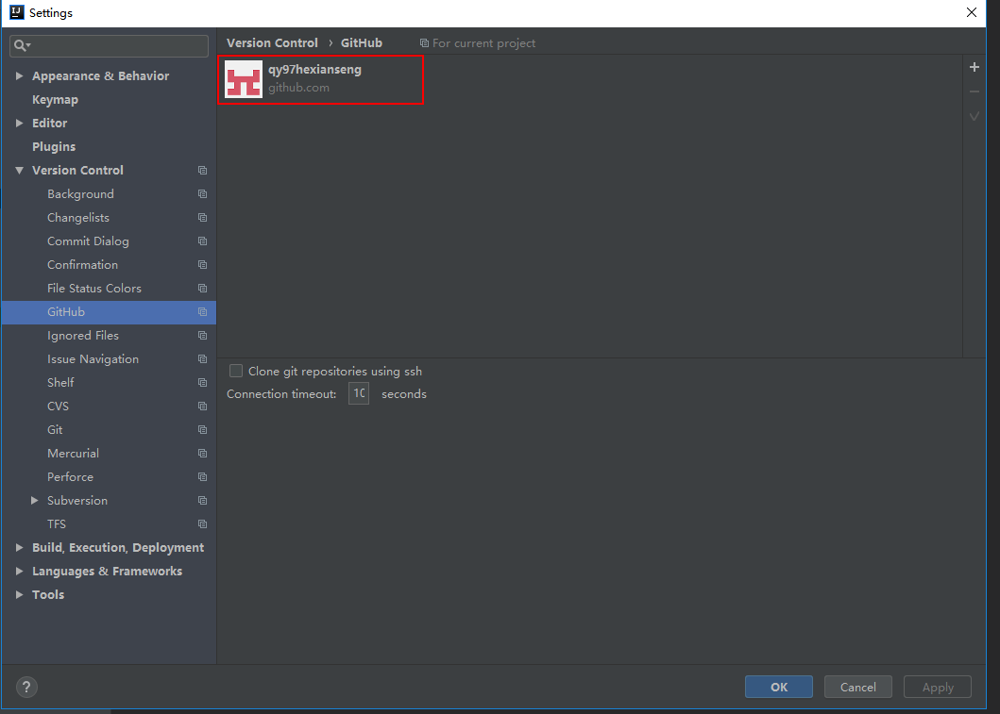 Settings
Version Control › GitHub For current project
qy97hexianseng
github.com
Appearance & Behavior
Keymap
Editor
Plugins
Version Control
Background
Changelists
Commit Dialog
Confirmation
File Status Colors
GitHub
Ignored Files
Issue Navigation
Shelf
CVS
Git
Mercurial
Perforce
Subversion
TFS
Build, Execution, Deployment
Languages & Frameworks
Tools
Clone git repositories using ssh
Connection timeout: 10 seconds
?
OK Cancel Apply